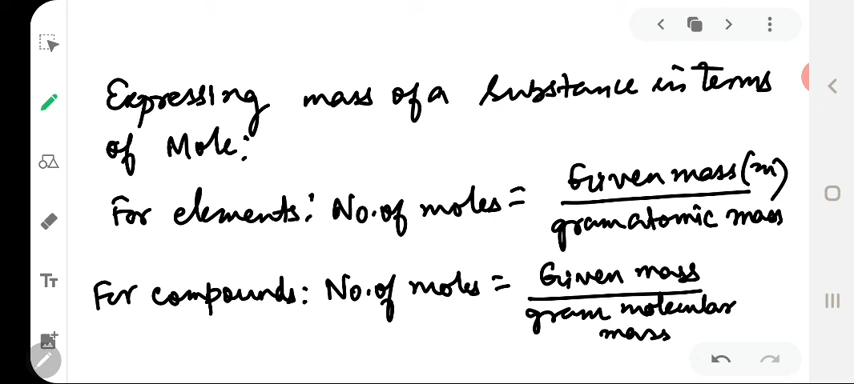 Expressing mass of a substance in terms
of Mole:
For elements: No. of moles = Given mass (m)
gram atomic mass
For compounds: No. of moles = Given mass
gram molecular
mass
Tт